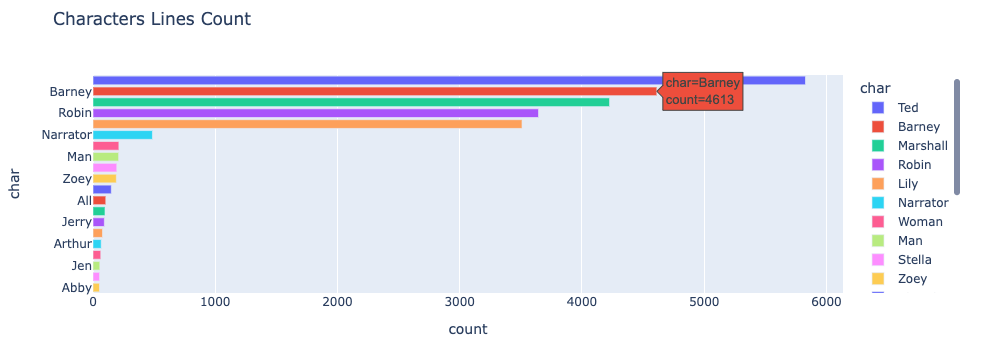 Characters Lines Count
char
Barney
Robin
Narrator
Man
Zoey
All
Jerry
Arthur
Jen
Abby
char=Barney
count=4613
0 1000 2000 3000 4000 5000 6000
count
char
Ted
Barney
Marshall
Robin
Lily
Narrator
Woman
Man
Stella
Zoey